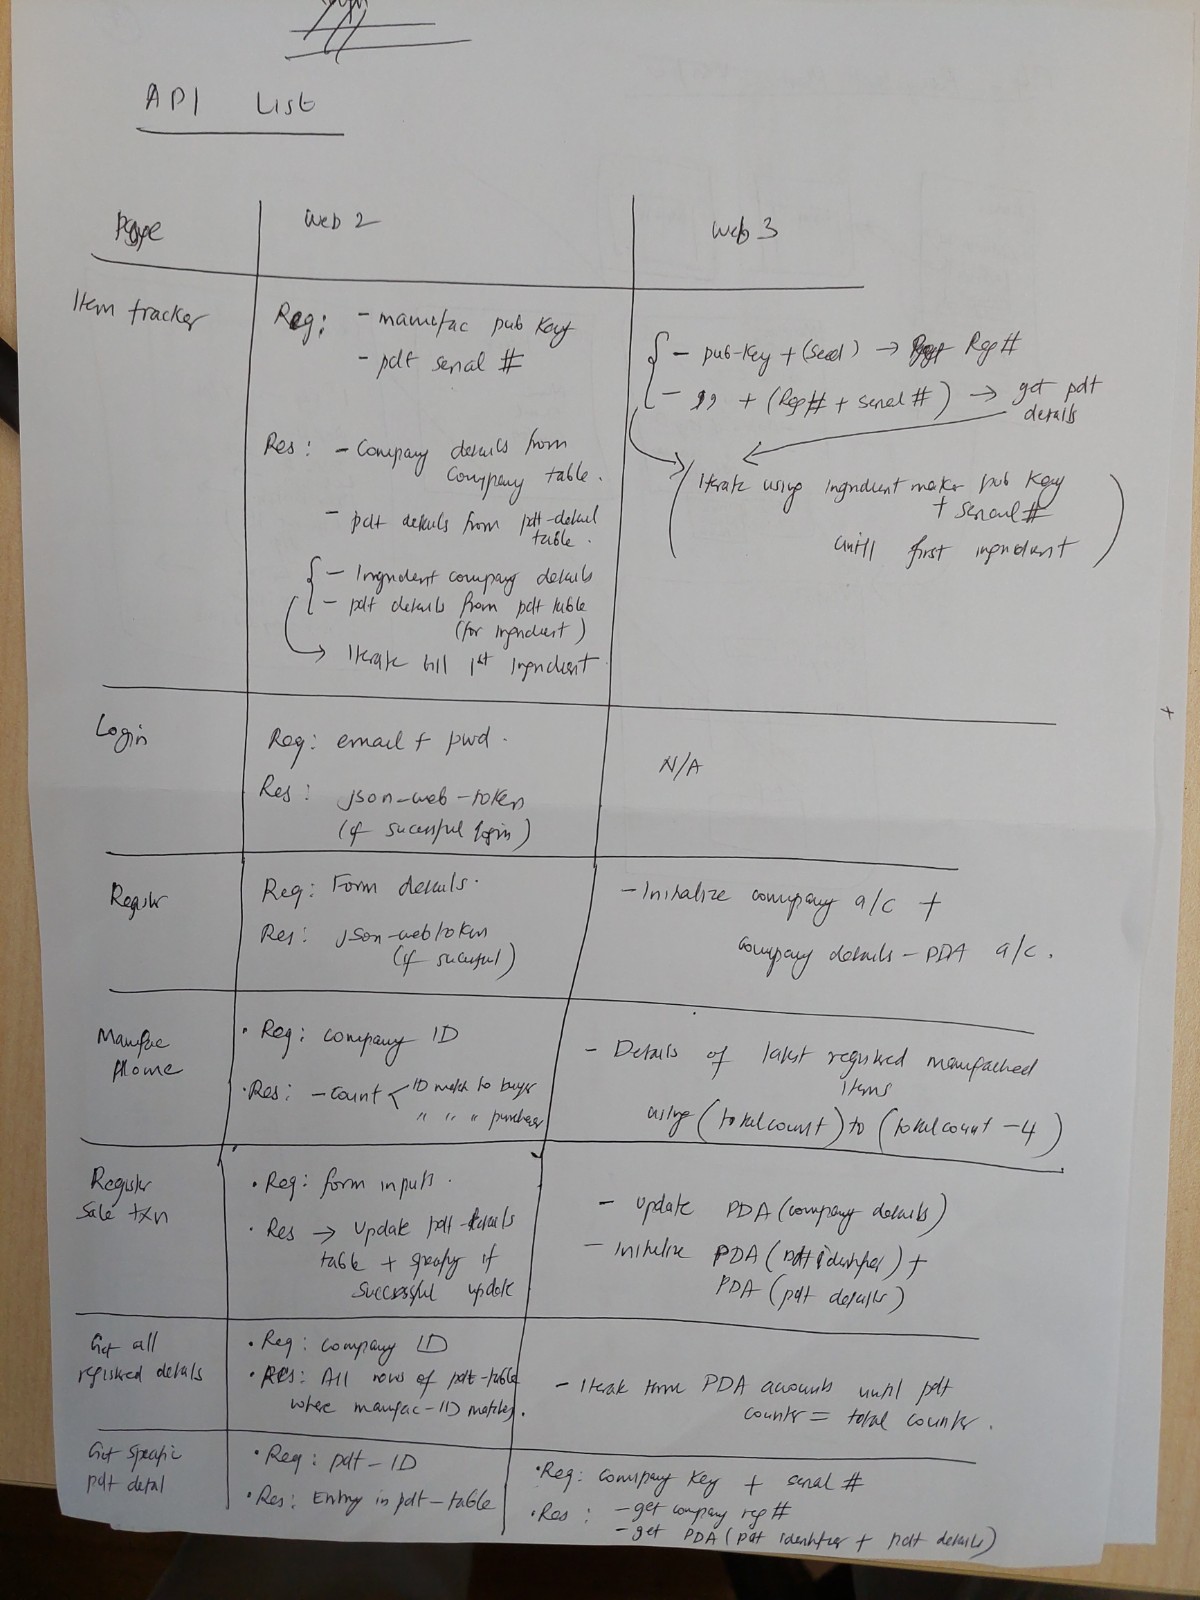 API List
Page
Web 2
Web 3
Item tracker
Req: - manufac pub key
- pdt serial #
Res: - Company details from
Company table.
- pdt details from pdt-detail
table.
- Ingredient company details
- pdt details from pdt table
(for ingredient)
Iterate till 1st Ingredient
- pub-key + (seed) → Reg #
- " + (Reg# + serial #) → get pdt
details
(Iterate using ingredient maker pub key
+ serial #
until first ingredient)
Login
Req: email + pwd.
Res: json-web-token
(if sucessful login)
N/A
Register
Req: Form details.
Res: json-web token
(if sucesful)
- Initialize company a/c +
company details - PDA a/c.
Manufac
Home
• Req: company ID
• Res: - count < ID match to buyer
" " " purchaser
- Details of latest registered manufactured
items
using (total count) to (total count - 4)
Register
Sale txn
• Req: form inputs.
• Res → Update pdt-details
table + specify if
successful update
- update PDA (company details)
- initialize PDA (pdt identifier) +
PDA (pdt details)
Get all
registered details
• Req: company ID
• Res: All rows of pdt-table
where manufac-ID matches.
- Iterate PDA accounts until pdt
counter = total counter.
Get specific
pdt detail
• Req: pdt-ID
• Res: Entry in pdt-table
• Req: company key + serial #
• Res: - get company reg #
- get PDA (pdt identifier + pdt details)